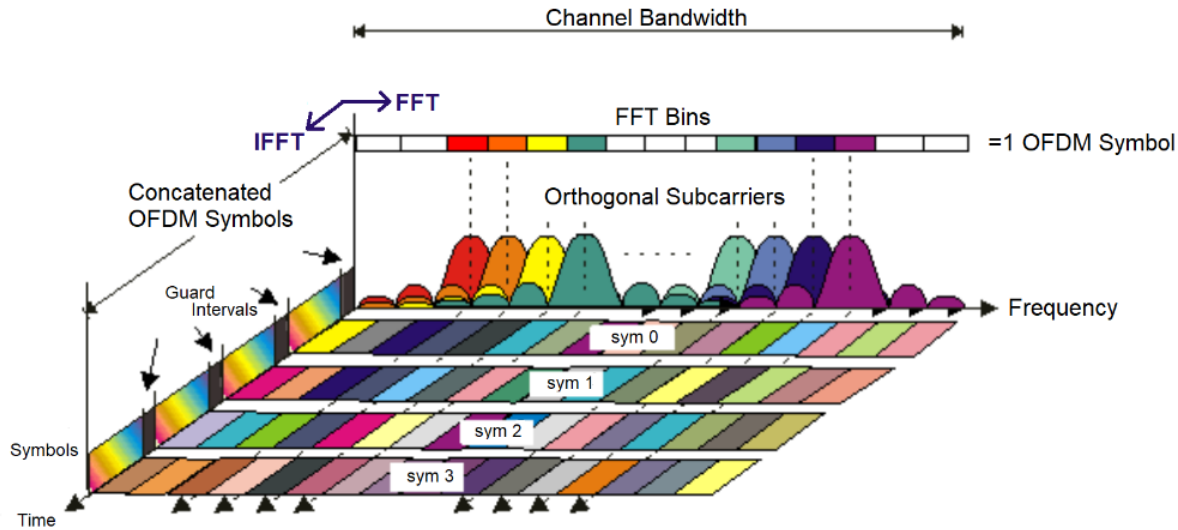 Channel Bandwidth
FFT
IFFT
FFT Bins
=1 OFDM Symbol
Concatenated
OFDM Symbols
Orthogonal Subcarriers
Guard
Intervals
Frequency
sym 0
sym 1
sym 2
Symbols
sym 3
Time